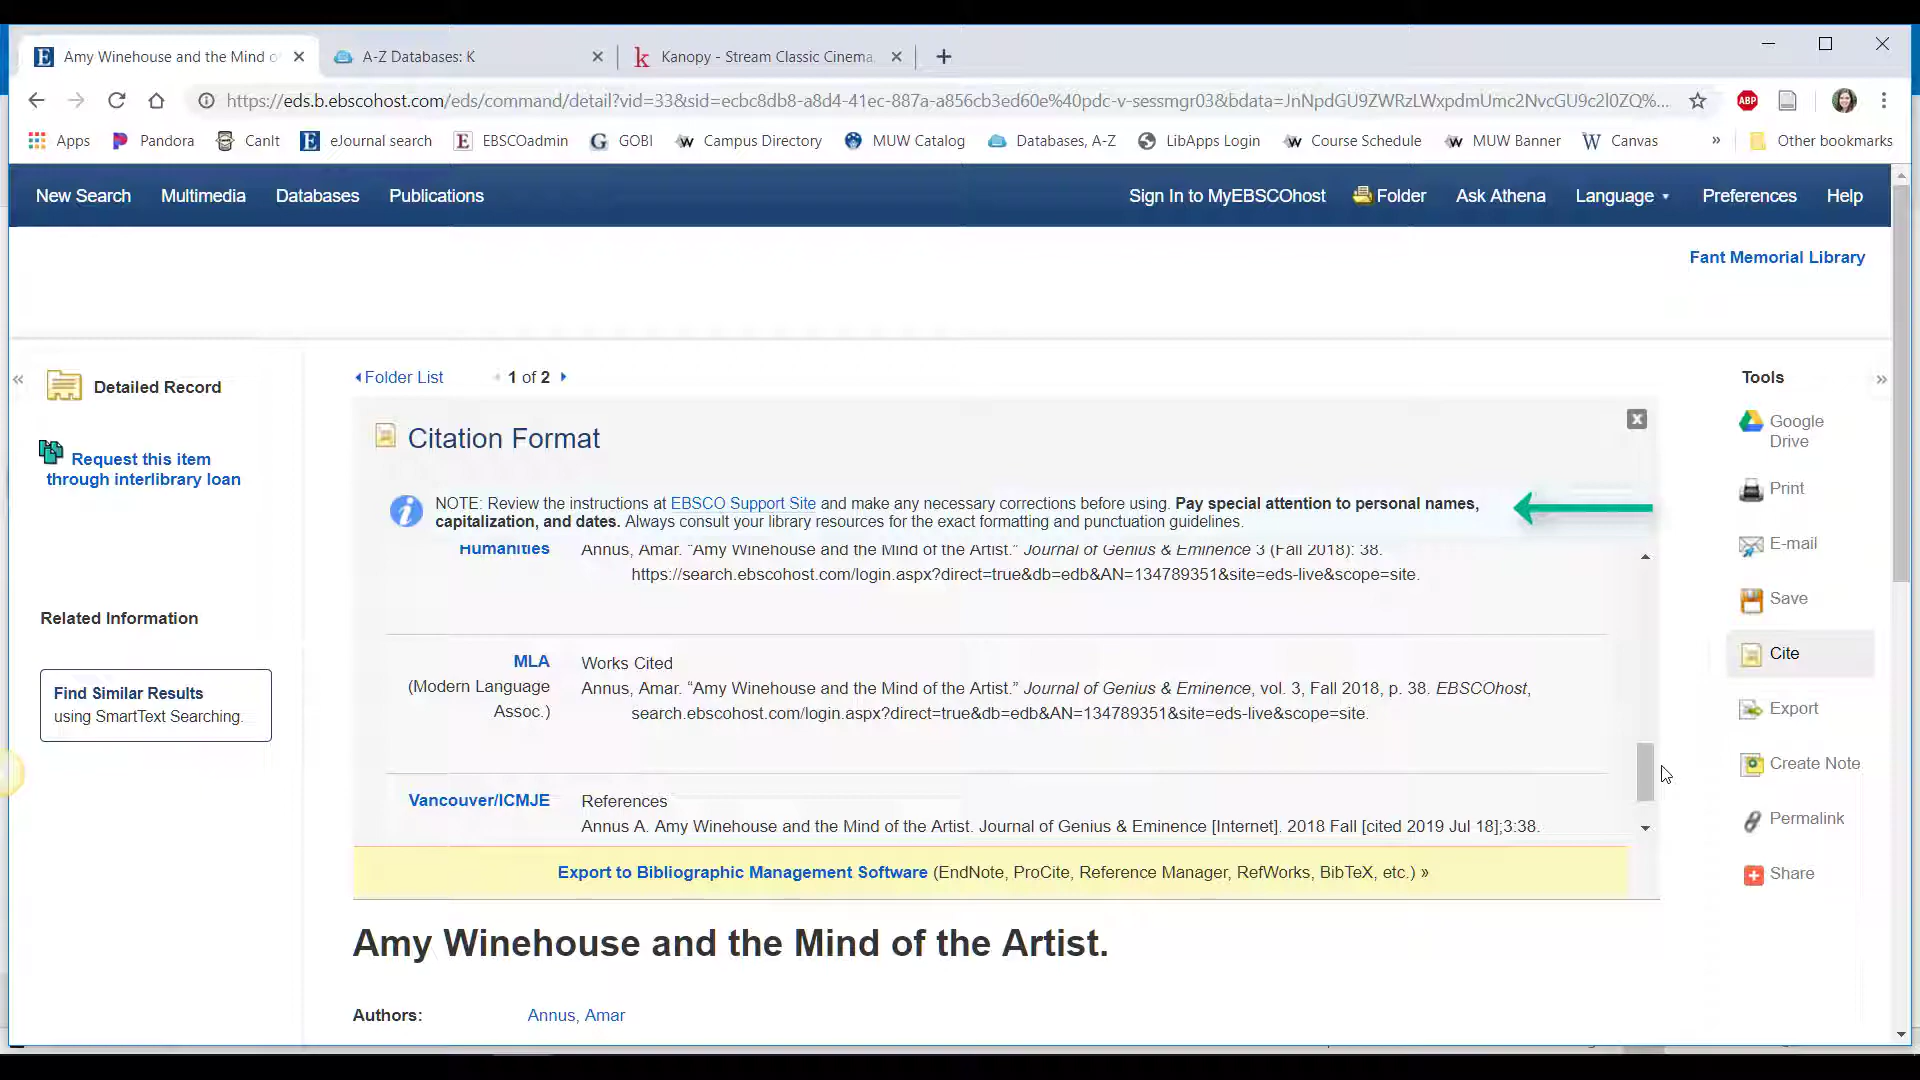 Amy Winehouse and the Mind o
A-Z Databases: K
Kanopy - Stream Classic Cinema,
https://eds.b.ebscohost.com/eds/command/detail?vid=33&sid=ecbc8db8-a8d4-41ec-887a-a856cb3ed60e%40pdc-v-sessmgr03&bdata=JnNpdGU9ZWRzLWxpdmUmc2NvcGU9c2l0ZQ%...
ABP
Apps
Pandora
CanIt
eJournal search
EBSCOadmin
GOBI
Campus Directory
MUW Catalog
Databases, A-Z
LibApps Login
Course Schedule
MUW Banner
Canvas
»
Other bookmarks
New Search Multimedia Databases Publications
Sign In to MyEBSCOhost Folder Ask Athena Language Preferences Help
Fant Memorial Library
«
Detailed Record
Request this item
through interlibrary loan
Related Information
Find Similar Results
using SmartText Searching.
Folder List 1 of 2
Citation Format
NOTE: Review the instructions at EBSCO Support Site and make any necessary corrections before using. Pay special attention to personal names,
capitalization, and dates. Always consult your library resources for the exact formatting and punctuation guidelines.
Humanities
Annus, Amar. “Amy Winehouse and the Mind of the Artist.” Journal of Genius & Eminence 3 (Fall 2018): 38.
https://search.ebscohost.com/login.aspx?direct=true&db=edb&AN=134789351&site=eds-live&scope=site.
MLA
(Modern Language
Assoc.)
Works Cited
Annus, Amar. “Amy Winehouse and the Mind of the Artist.” Journal of Genius & Eminence, vol. 3, Fall 2018, p. 38. EBSCOhost,
search.ebscohost.com/login.aspx?direct=true&db=edb&AN=134789351&site=eds-live&scope=site.
Vancouver/ICMJE
References
Annus A. Amy Winehouse and the Mind of the Artist. Journal of Genius & Eminence [Internet]. 2018 Fall [cited 2019 Jul 18];3:38.
Export to Bibliographic Management Software (EndNote, ProCite, Reference Manager, RefWorks, BibTeX, etc.) »
Amy Winehouse and the Mind of the Artist.
Authors:
Annus, Amar
Tools
»
Google
Drive
Print
E-mail
Save
Cite
Export
Create Note
Permalink
Share